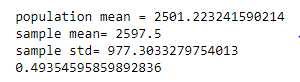 population mean = 2501.223241590214
sample mean= 2597.5
sample std= 977.3033279754013
0.49354595859892836